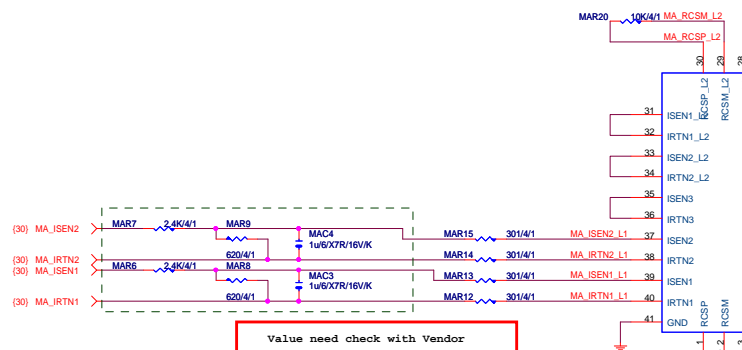 MAR20 10K/4/1 MA_RCSM_L2
MA_RCSP_L2
30 29 28
RCSP_L2 RCSM_L2
31 ISEN1_L2
32 IRTN1_L2
33 ISEN2_L2
34 IRTN2_L2
35 ISEN3
36 IRTN3
{30} MA_ISEN2 MAR7 2.4K/4/1 MAR9 MAC4 1u/6/X7R/16V/K MAR15 301/4/1 MA_ISEN2_L1 37 ISEN2
{30} MA_IRTN2 620/4/1 MAR14 301/4/1 MA_IRTN2_L1 38 IRTN2
{30} MA_ISEN1 MAR6 2.4K/4/1 MAR8 MAC3 1u/6/X7R/16V/K MAR13 301/4/1 MA_ISEN1_L1 39 ISEN1
{30} MA_IRTN1 620/4/1 MAR12 301/4/1 MA_IRTN1_L1 40 IRTN1
41 GND
RCSP RCSM
1 2 3
Value need check with Vendor